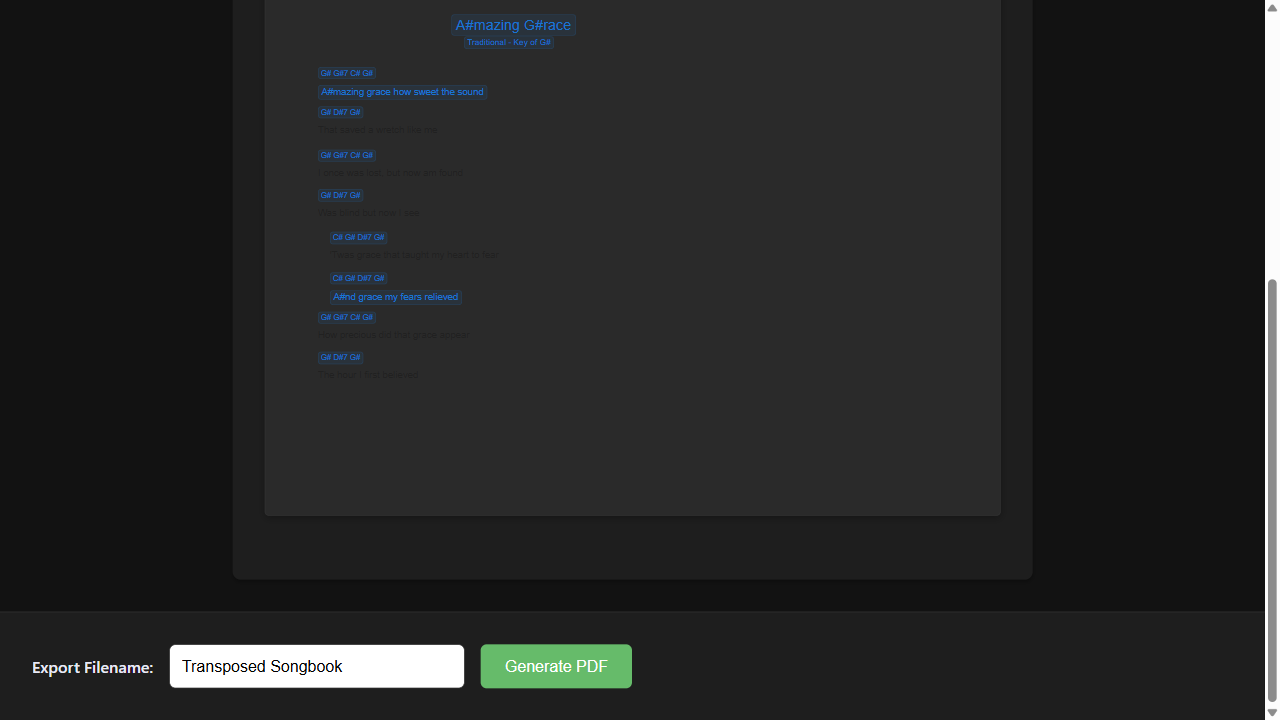 A#mazing G#race
Traditional - Key of G#
G# G#7 C# G#
A#mazing grace how sweet the sound
G# D#7 G#
That saved a wretch like me
G# G#7 C# G#
I once was lost, but now am found
G# D#7 G#
Was blind but now I see
C# G# D#7 G#
'Twas grace that taught my heart to fear
C# G# D#7 G#
A#nd grace my fears relieved
G# G#7 C# G#
How precious did that grace appear
G# D#7 G#
The hour I first believed
Export Filename:
Transposed Songbook
Generate PDF